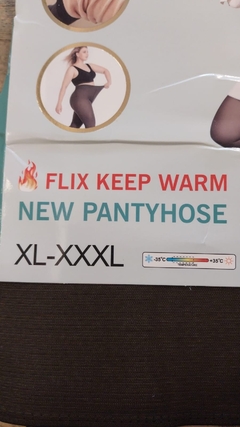 FLIX KEEP WARM
NEW PANTYHOSE
XL-XXXL
-35°C +35°C